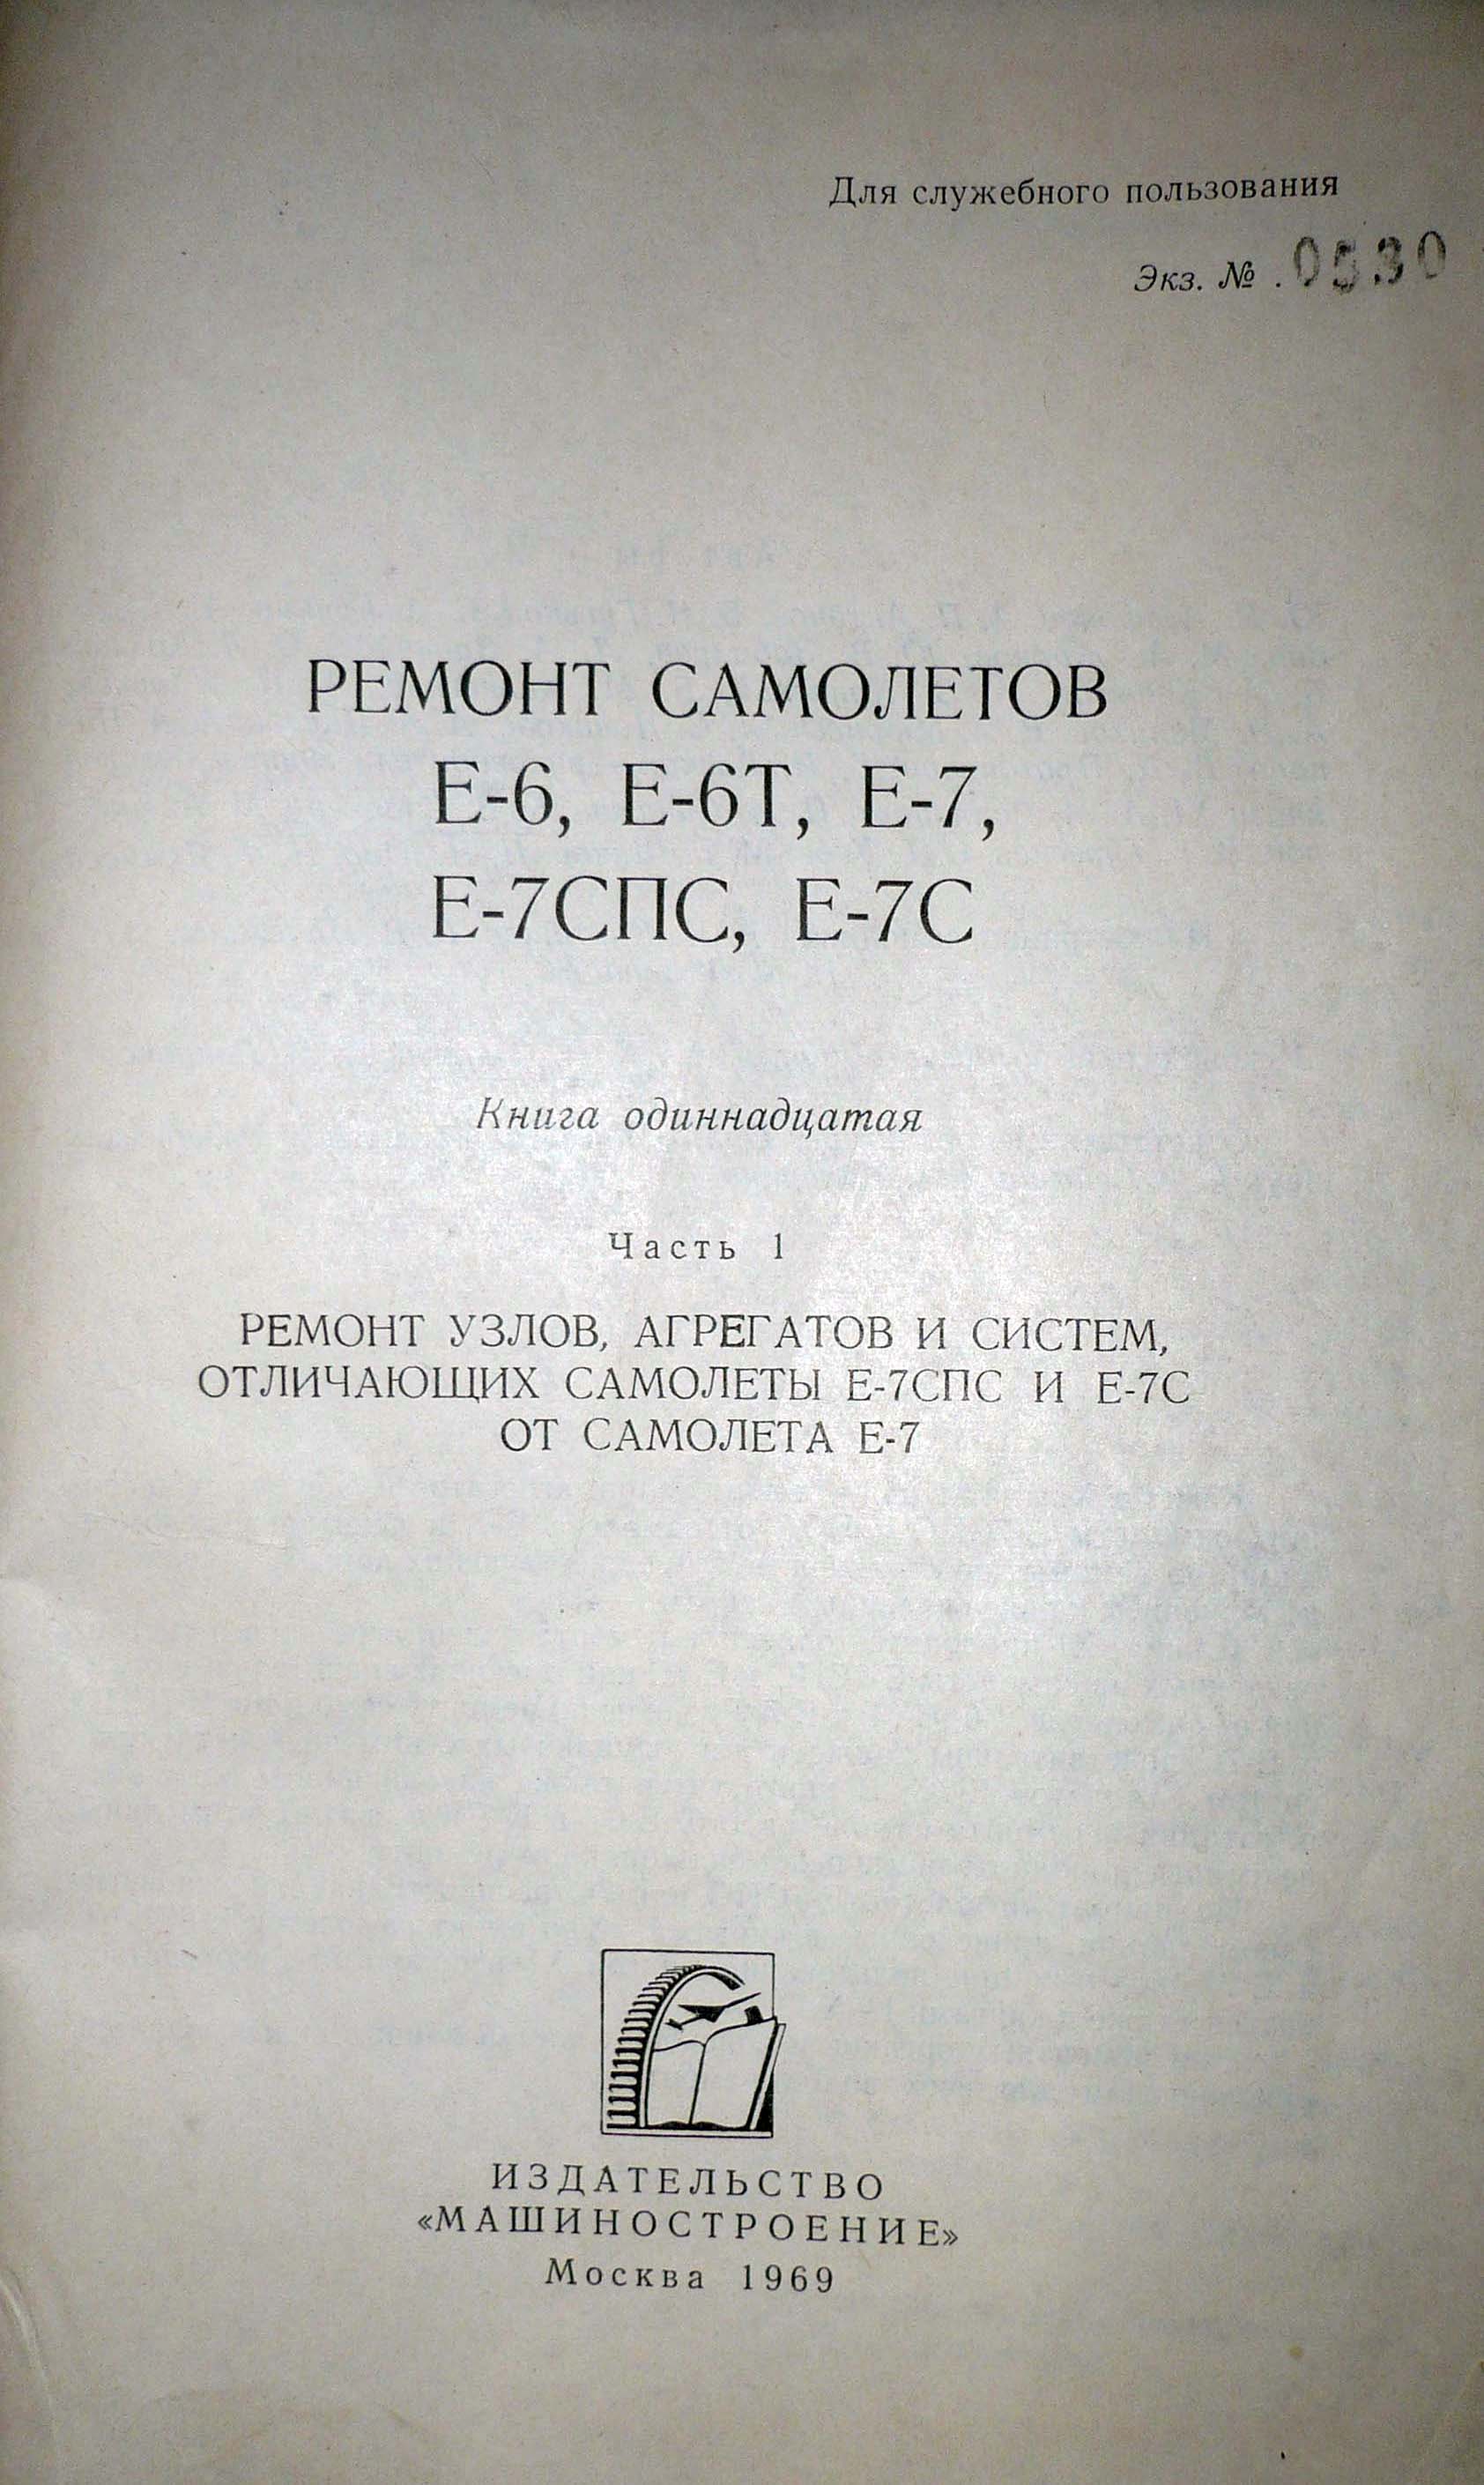 Для служебного пользования
Экз. № . 0530
РЕМОНТ САМОЛЕТОВ
Е-6, Е-6Т, Е-7,
Е-7СПС, Е-7С
Книга одиннадцатая
Часть 1
РЕМОНТ УЗЛОВ, АГРЕГАТОВ И СИСТЕМ,
ОТЛИЧАЮЩИХ САМОЛЕТЫ Е-7СПС И Е-7С
ОТ САМОЛЕТА Е-7
ИЗДАТЕЛЬСТВО
«МАШИНОСТРОЕНИЕ»
Москва 1969